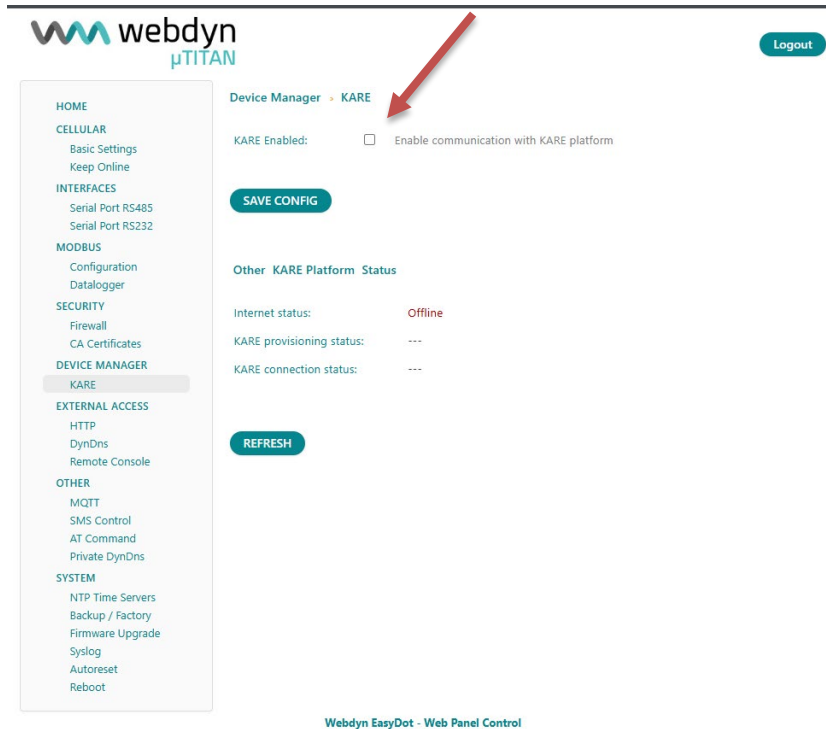 webdyn
µTITAN
Logout
Device Manager > KARE
HOME
CELLULAR
Basic Settings
Keep Online
INTERFACES
Serial Port RS485
Serial Port RS232
MODBUS
Configuration
Datalogger
SECURITY
Firewall
CA Certificates
DEVICE MANAGER
KARE
EXTERNAL ACCESS
HTTP
DynDns
Remote Console
OTHER
MQTT
SMS Control
AT Command
Private DynDns
SYSTEM
NTP Time Servers
Backup / Factory
Firmware Upgrade
Syslog
Autoreset
Reboot
KARE Enabled: Enable communication with KARE platform
SAVE CONFIG
Other KARE Platform Status
Internet status: Offline
KARE provisioning status: ---
KARE connection status: ---
REFRESH
Webdyn EasyDot - Web Panel Control